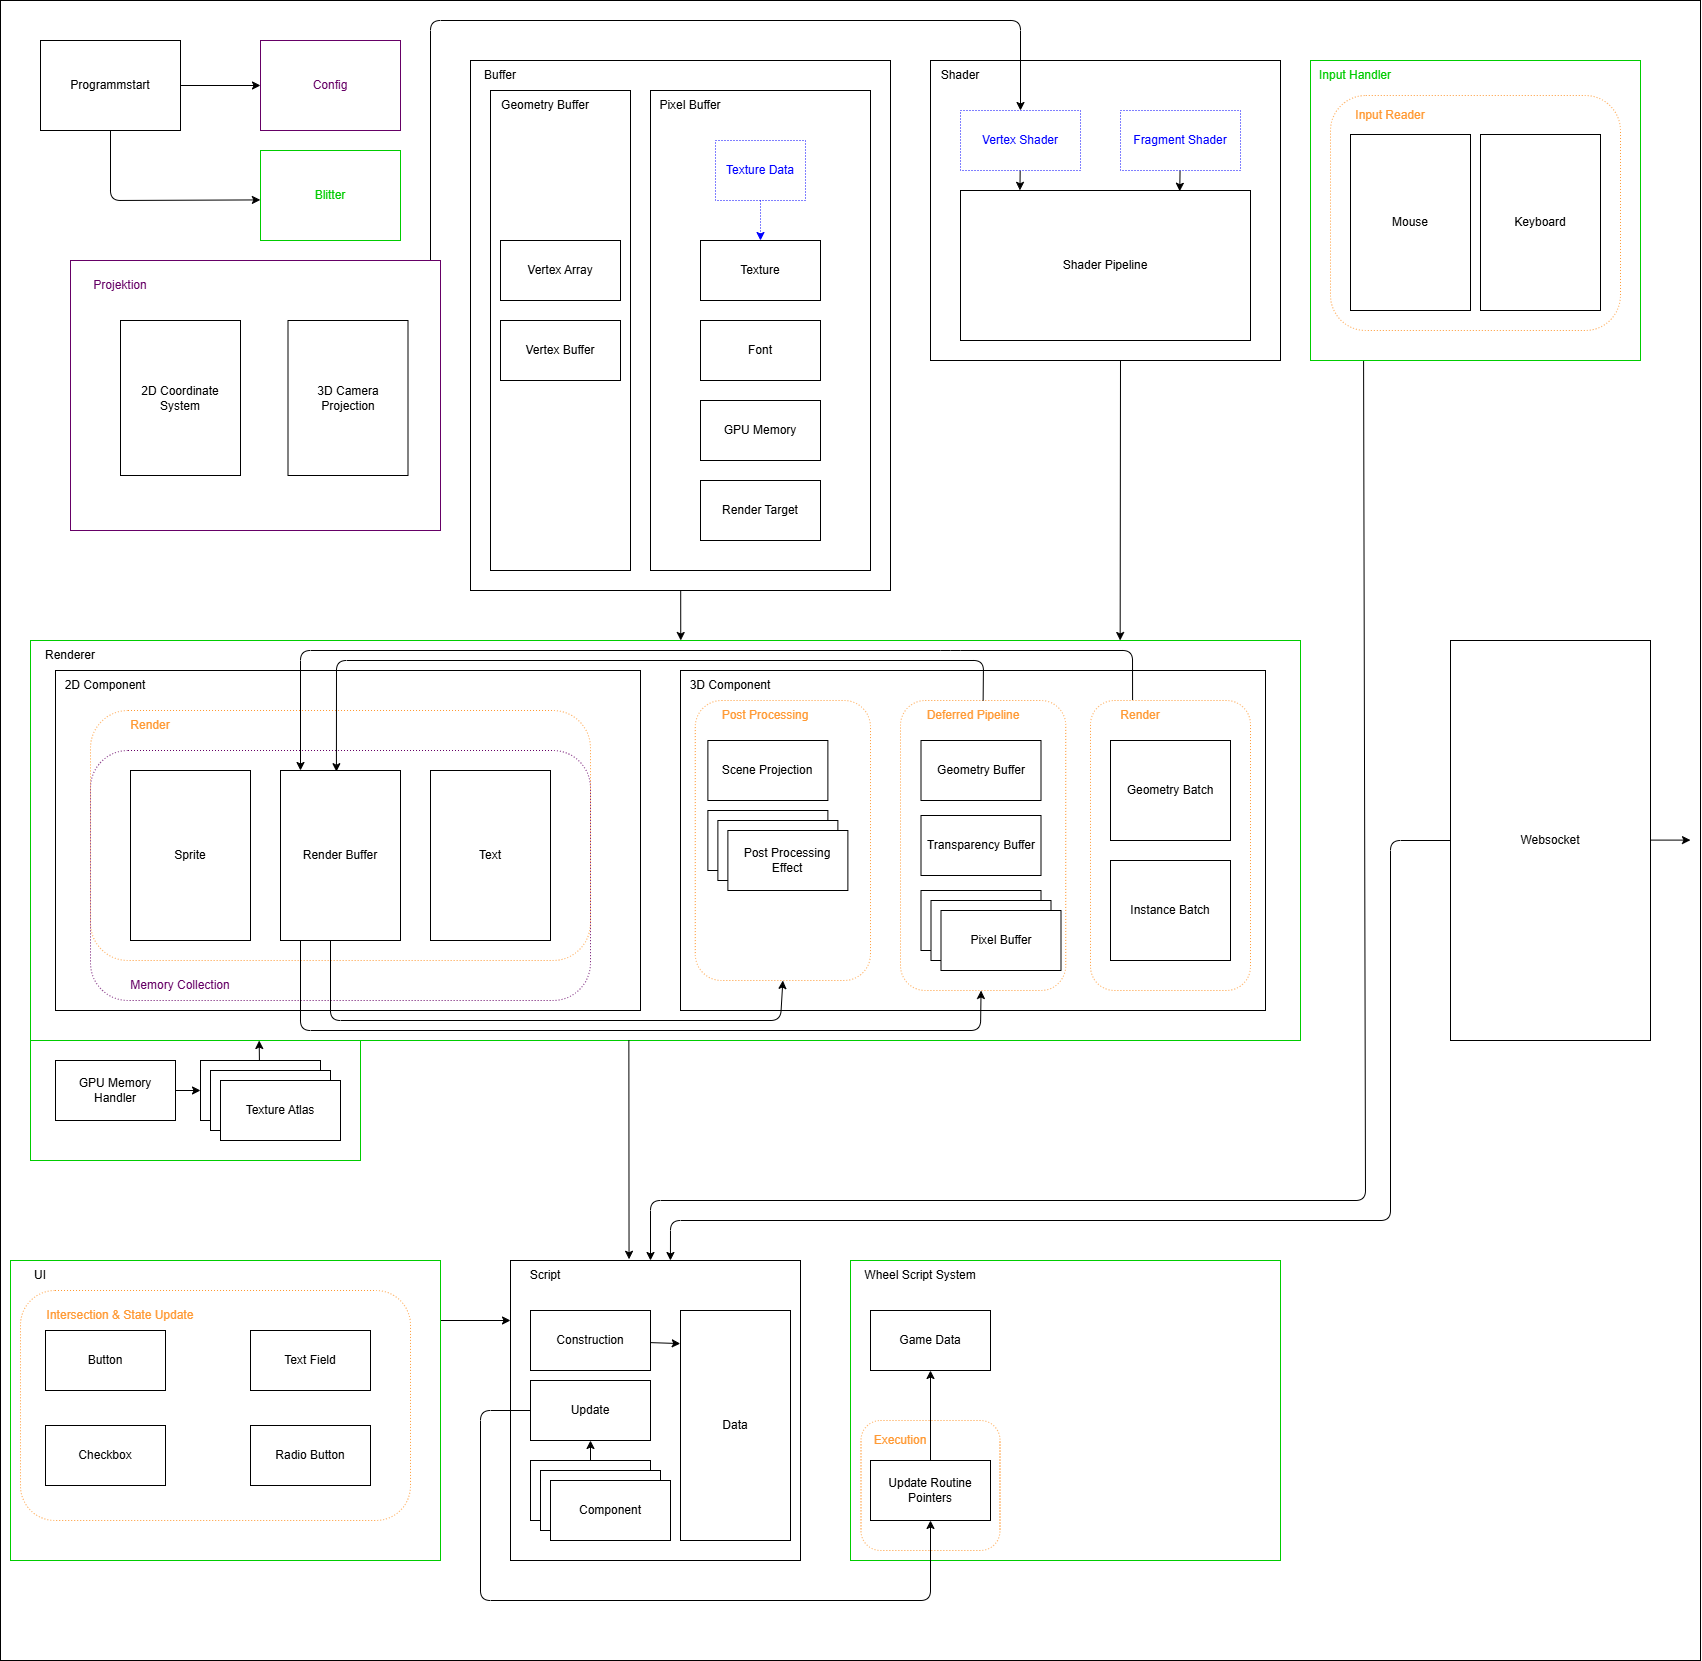 Programmstart
Config
Blitter
Projektion
2D Coordinate
System
3D Camera
Projection
Buffer
Geometry Buffer
Vertex Array
Vertex Buffer
Pixel Buffer
Texture Data
Texture
Font
GPU Memory
Render Target
Shader
Vertex Shader
Fragment Shader
Shader Pipeline
Input Handler
Input Reader
Mouse
Keyboard
Renderer
2D Component
Render
Sprite
Render Buffer
Text
Memory Collection
3D Component
Post Processing
Scene Projection
Post Processing
Effect
Deferred Pipeline
Geometry Buffer
Transparency Buffer
Pixel Buffer
Render
Geometry Batch
Instance Batch
Websocket
GPU Memory
Handler
Texture Atlas
UI
Intersection & State Update
Button
Text Field
Checkbox
Radio Button
Script
Construction
Update
Component
Data
Wheel Script System
Game Data
Execution
Update Routine
Pointers